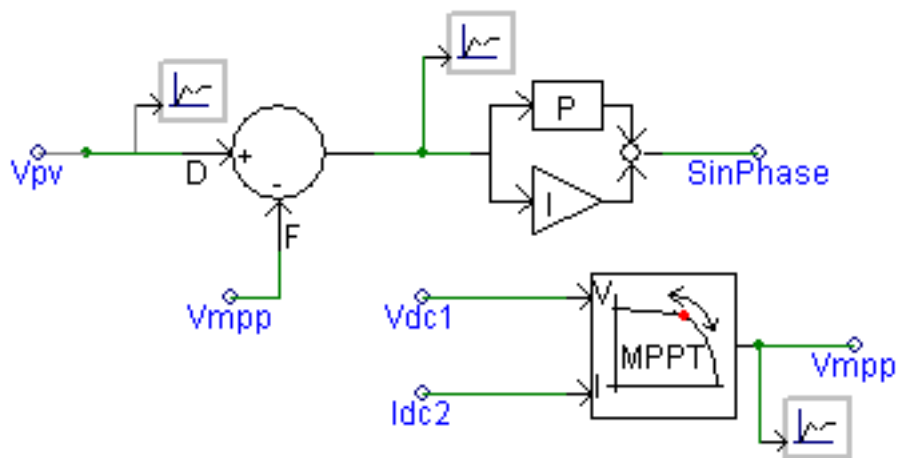 P
Vpv
D
+
-
I
SinPhase
F
Vmpp
Vdc1
V
MPPT
Vmpp
Idc2
I